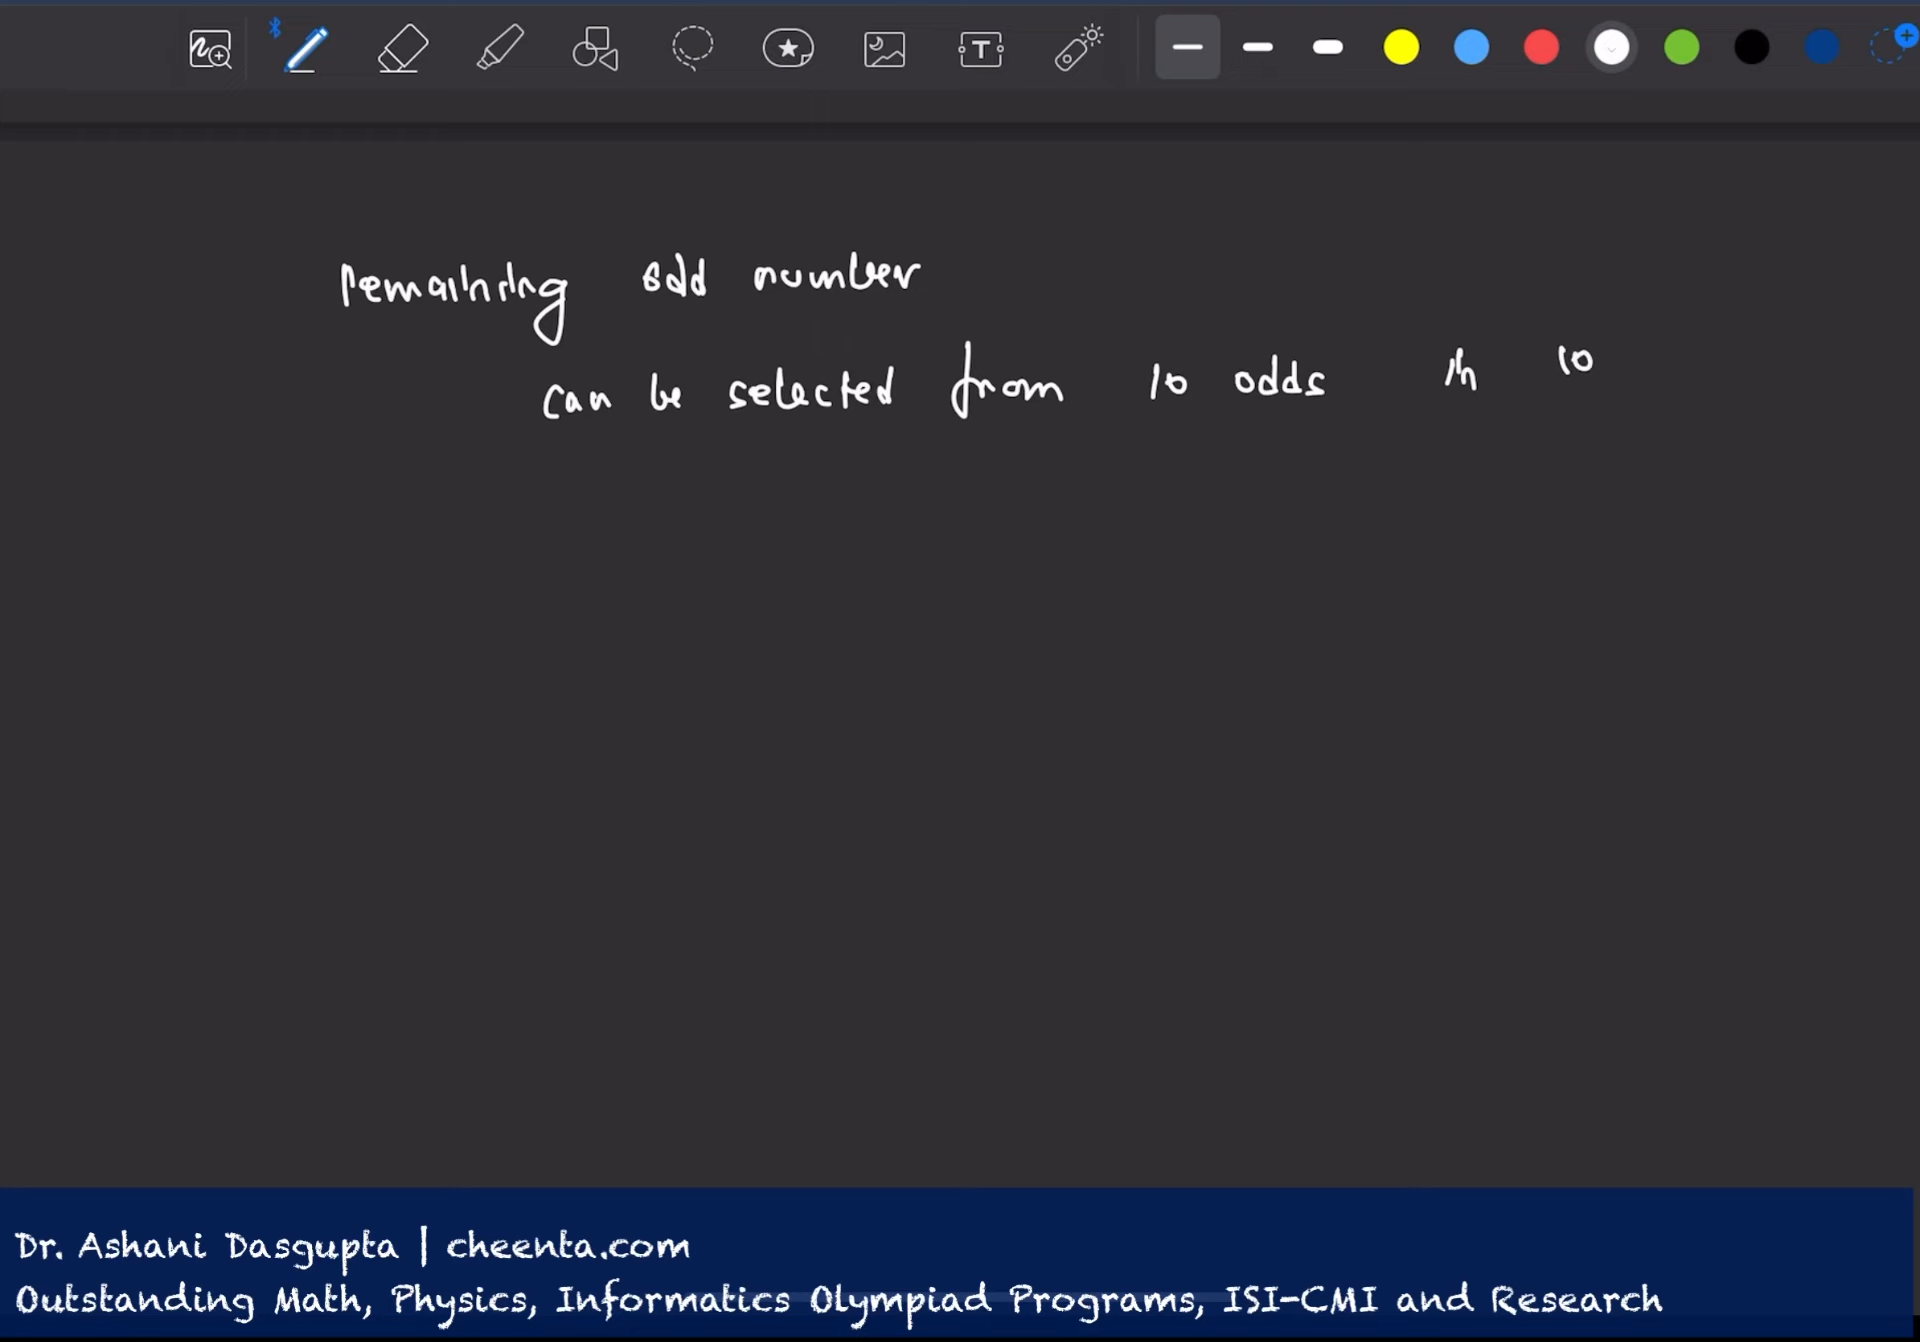 remaining odd number
can be selected from 10 odds in 10
Dr. Ashani Dasgupta | cheenta.com
Outstanding Math, Physics, Informatics Olympiad Programs, ISI-CMI and Research